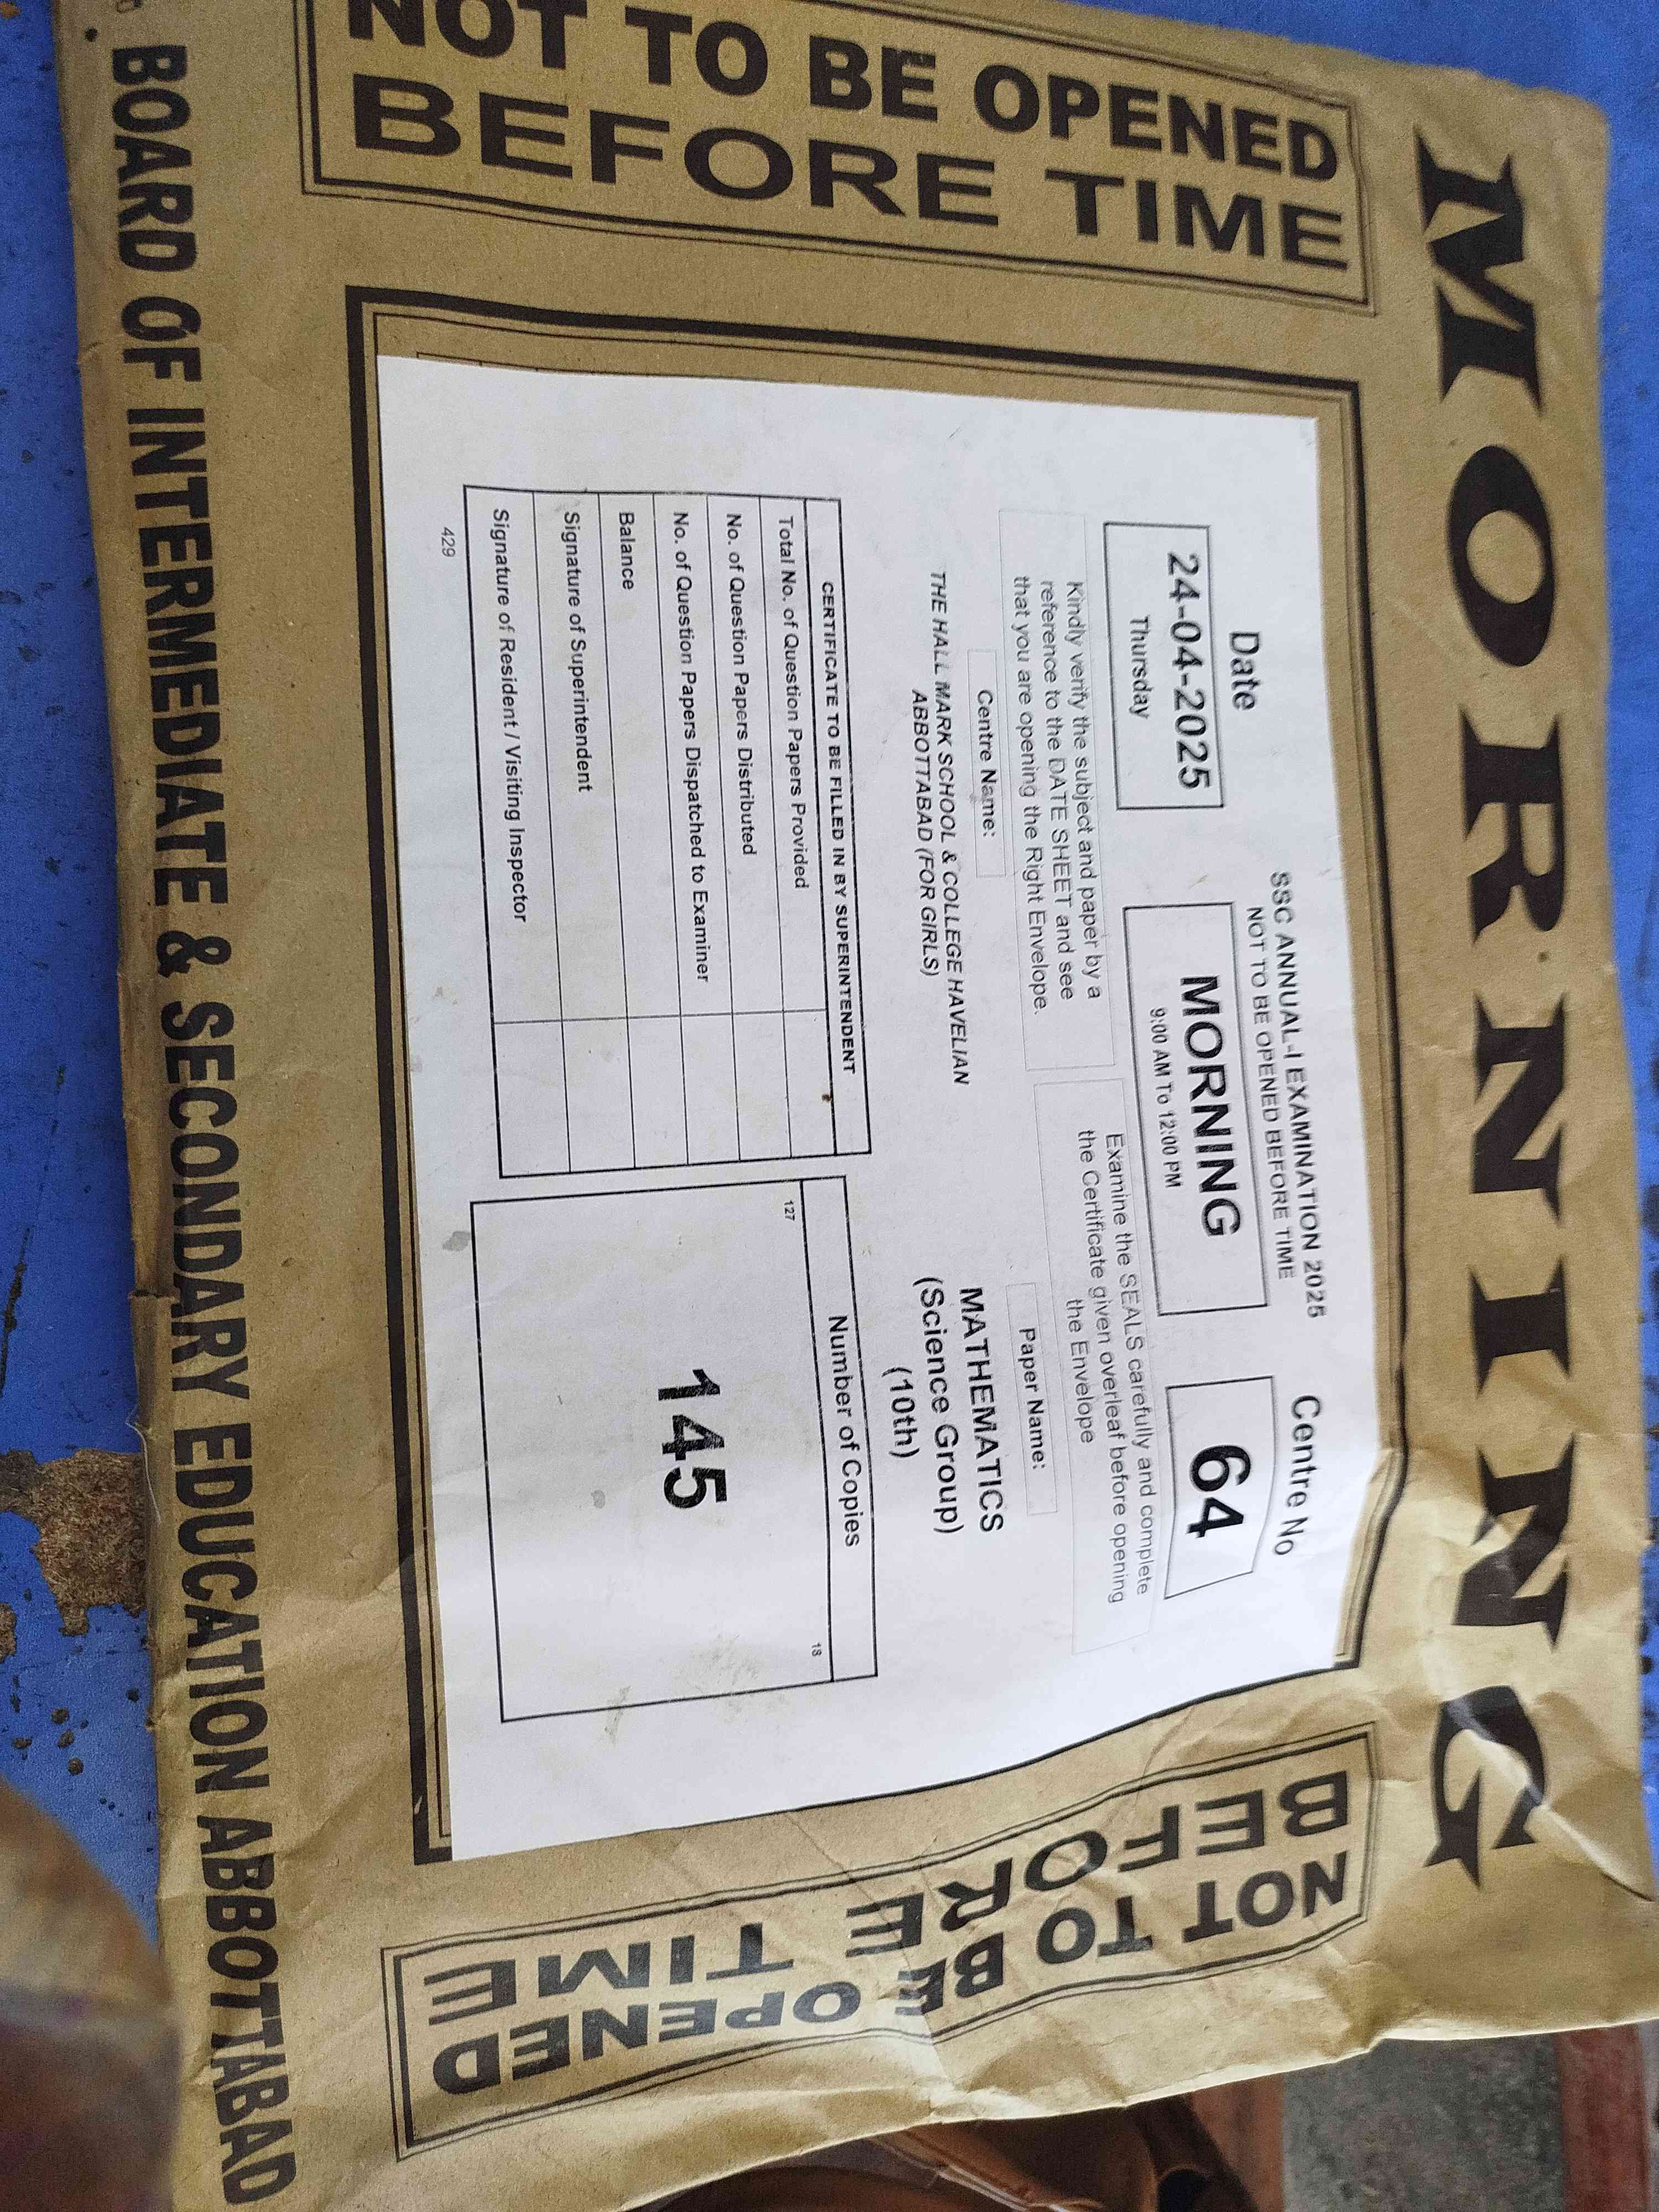 MORNING
NOT TO BE OPENED
BEFORE TIME
SSC ANNUAL-I EXAMINATION 2025
NOT TO BE OPENED BEFORE TIME
Date
24-04-2025
Thursday
MORNING
9:00 AM To 12:00 PM
Centre No
64
Kindly verify the subject and paper by a
reference to the DATE SHEET and see
that you are opening the Right Envelope.
Examine the SEALS carefully and complete
the Certificate given overleaf before opening
the Envelope
Centre Name:
THE HALL MARK SCHOOL & COLLEGE HAVELIAN
ABBOTTABAD (FOR GIRLS)
Paper Name:
MATHEMATICS
(Science Group)
(10th)
CERTIFICATE TO BE FILLED IN BY SUPERINTENDENT
Total No. of Question Papers Provided
No. of Question Papers Distributed
No. of Question Papers Dispatched to Examiner
Balance
Signature of Superintendent
Signature of Resident / Visiting Inspector
429
Number of Copies
127
18
145
NOT TO BE OPENED
BEFORE TIME
BOARD OF INTERMEDIATE & SECONDARY EDUCATION ABBOTTABAD